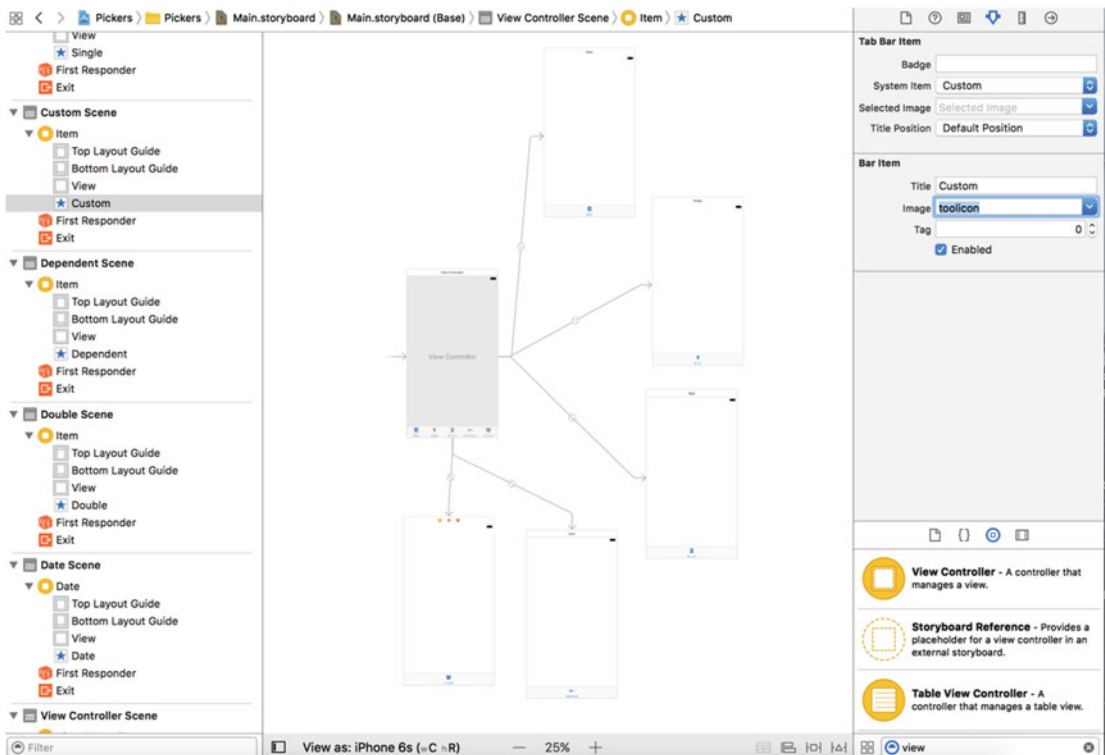 Pickers Pickers Main.storyboard Main.storyboard (Base) View Controller Scene Item Custom
View
Single
First Responder
Exit
Custom Scene
Item
Top Layout Guide
Bottom Layout Guide
View
Custom
First Responder
Exit
Dependent Scene
Item
Top Layout Guide
Bottom Layout Guide
View
Dependent
First Responder
Exit
Double Scene
Item
Top Layout Guide
Bottom Layout Guide
View
Double
First Responder
Exit
Date Scene
Date
Top Layout Guide
Bottom Layout Guide
View
Date
First Responder
Exit
View Controller Scene
Filter
View Controller
View as: iPhone 6s (wC hR)
— 25% +
Tab Bar Item
Badge
System Item Custom
Selected Image Selected Image
Title Position Default Position
Bar Item
Title Custom
Image toolicon
Tag 0
Enabled
View Controller - A controller that
manages a view.
Storyboard Reference - Provides a
placeholder for a view controller in an
external storyboard.
Table View Controller - A
controller that manages a table view.
view